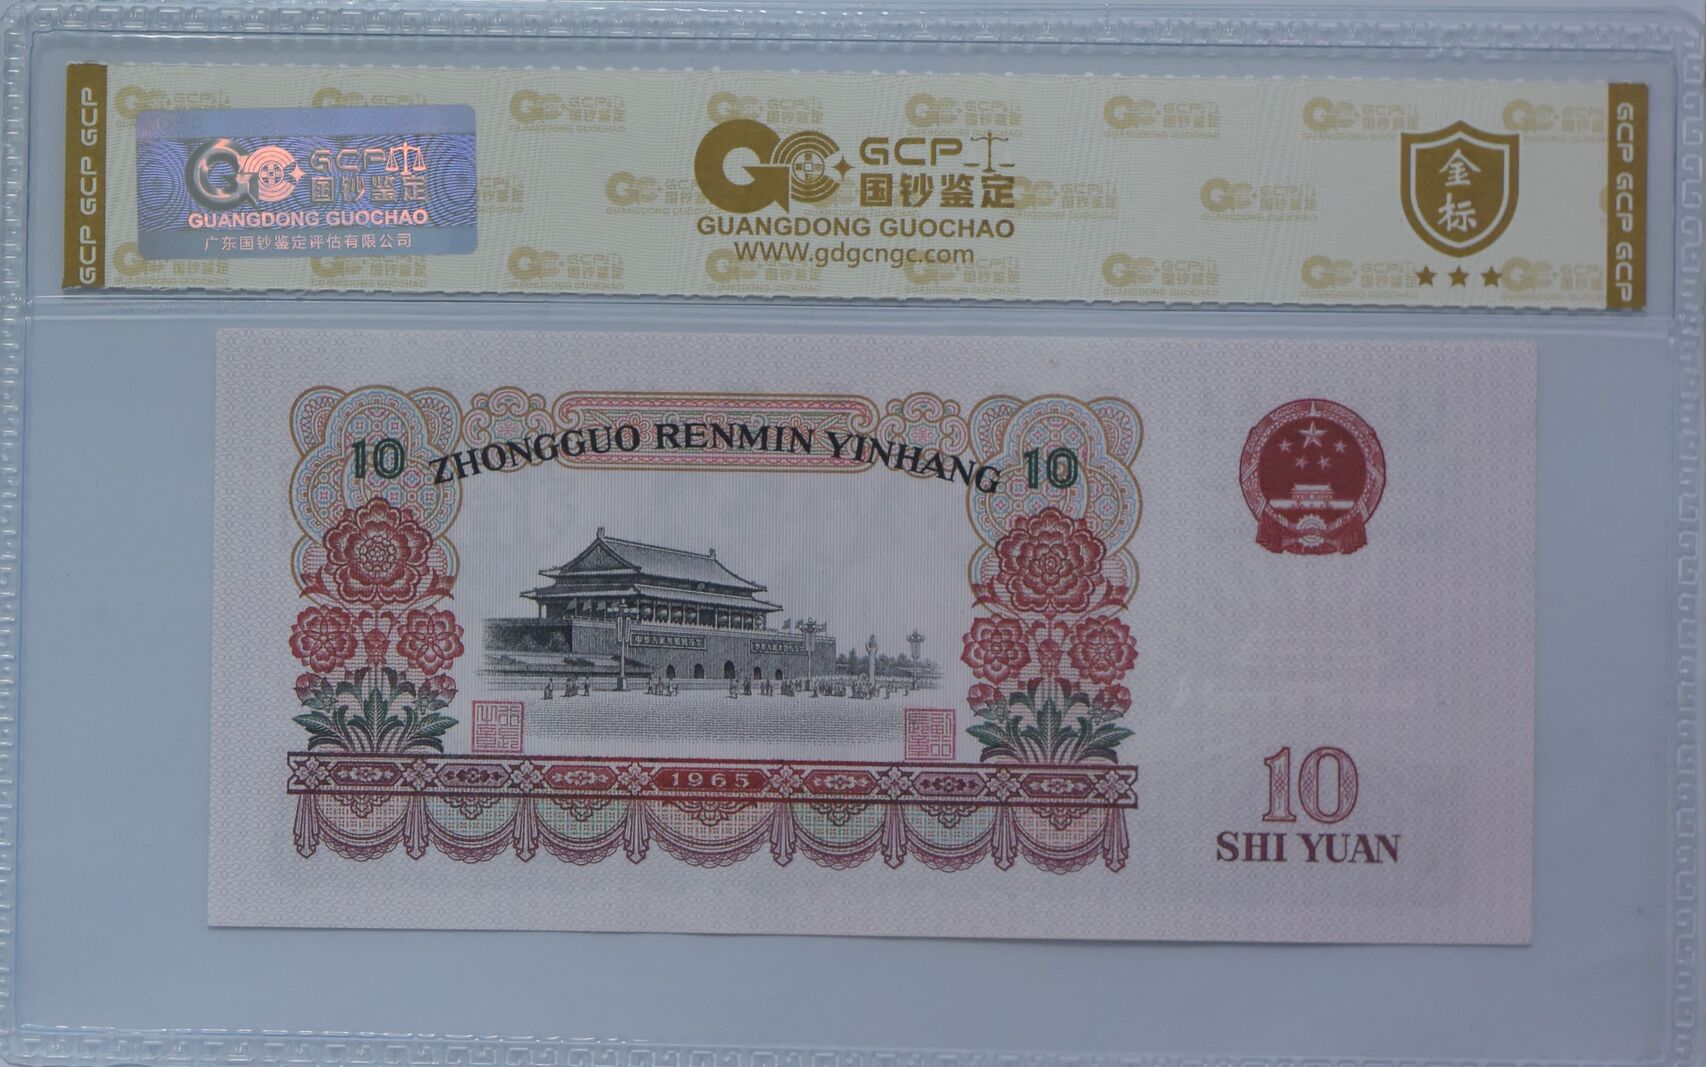 GCP GCP GCP GCP
GCP
国钞鉴定
GUANGDONG GUOCHAO
广东国钞鉴定评估有限公司
GCP
国钞鉴定
GUANGDONG GUOCHAO
WWW.gdgcngc.com
金
标
GCP GCP GCP GCP
10
ZHONGGUO RENMIN YINHANG
10
1965
10
SHI YUAN